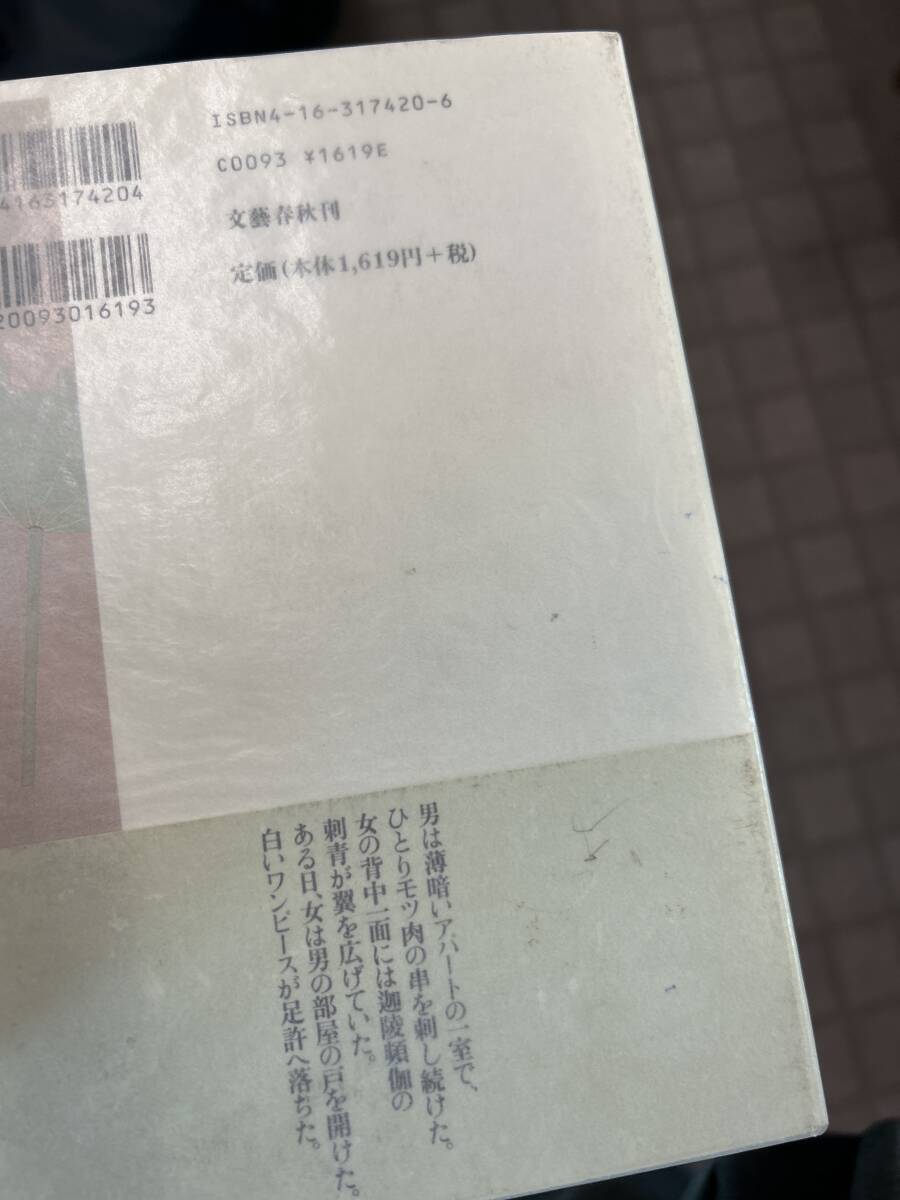 ISBN4-16-317420-6
C0093 ¥1619E
文藝春秋刊
定価(本体1,619円+税)
4163174204
20093016193
男は薄暗いアパートの一室で、
ひとりモツ肉の串を刺し続けた。
女の背中一面には迦陵頻伽の
刺青が翼を広げていた。
ある日、女は男の部屋の戸を開けた。
白いワンピースが足許へ落ちた。